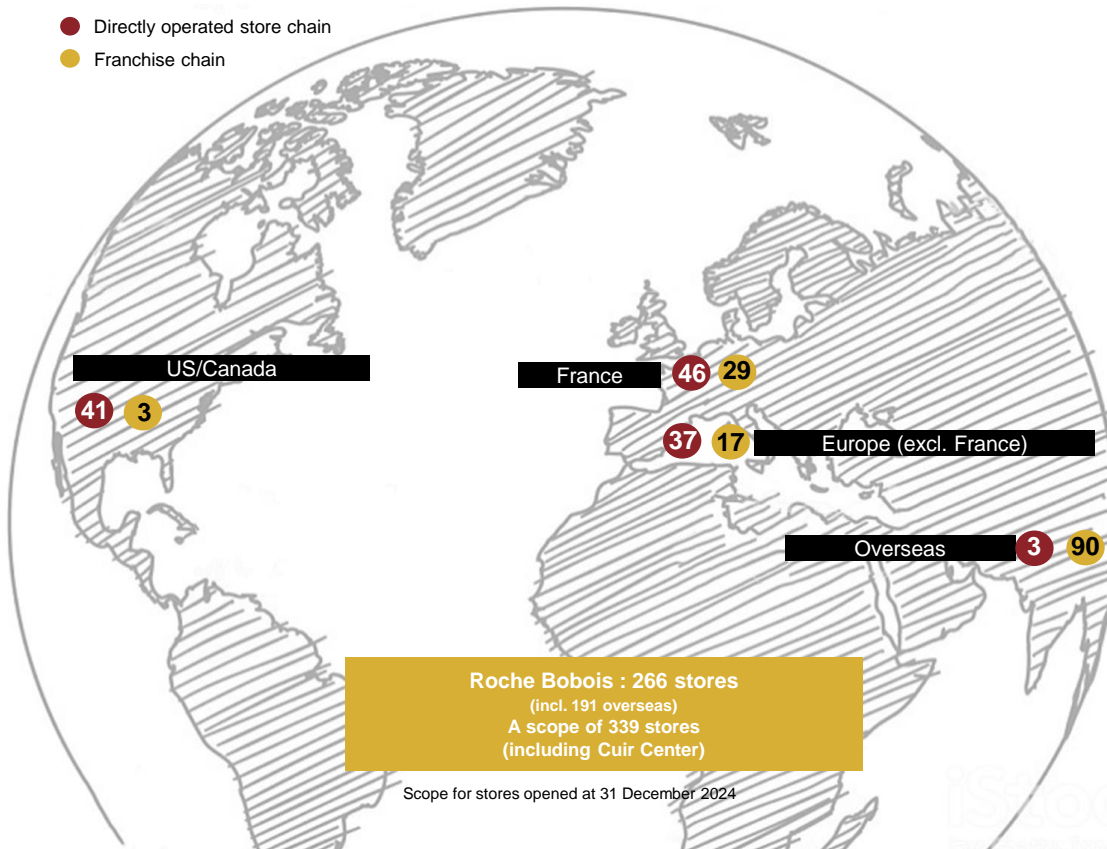 Directly operated store chain
Franchise chain
US/Canada
41 3
France 46 29
37 17 Europe (excl. France)
Overseas 3 90
Roche Bobois : 266 stores
(incl. 191 overseas)
A scope of 339 stores
(including Cuir Center)
Scope for stores opened at 31 December 2024